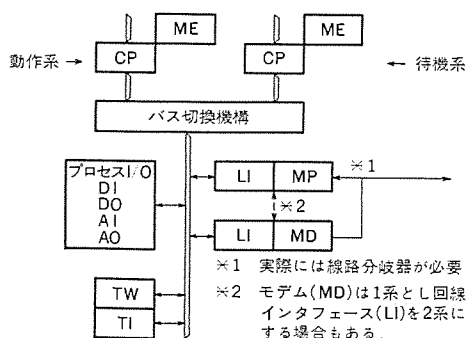 ME
ME
動作系→
CP
CP
←待機系
バス切換機構
プロセスI/O
DI
DO
AI
AO
LI
MP
※1
※2
LI
MD
TW
TI
※1 実際には線路分岐器が必要
※2 モデム(MD)は1系とし回線
インタフェース(LI)を2系に
する場合もある。